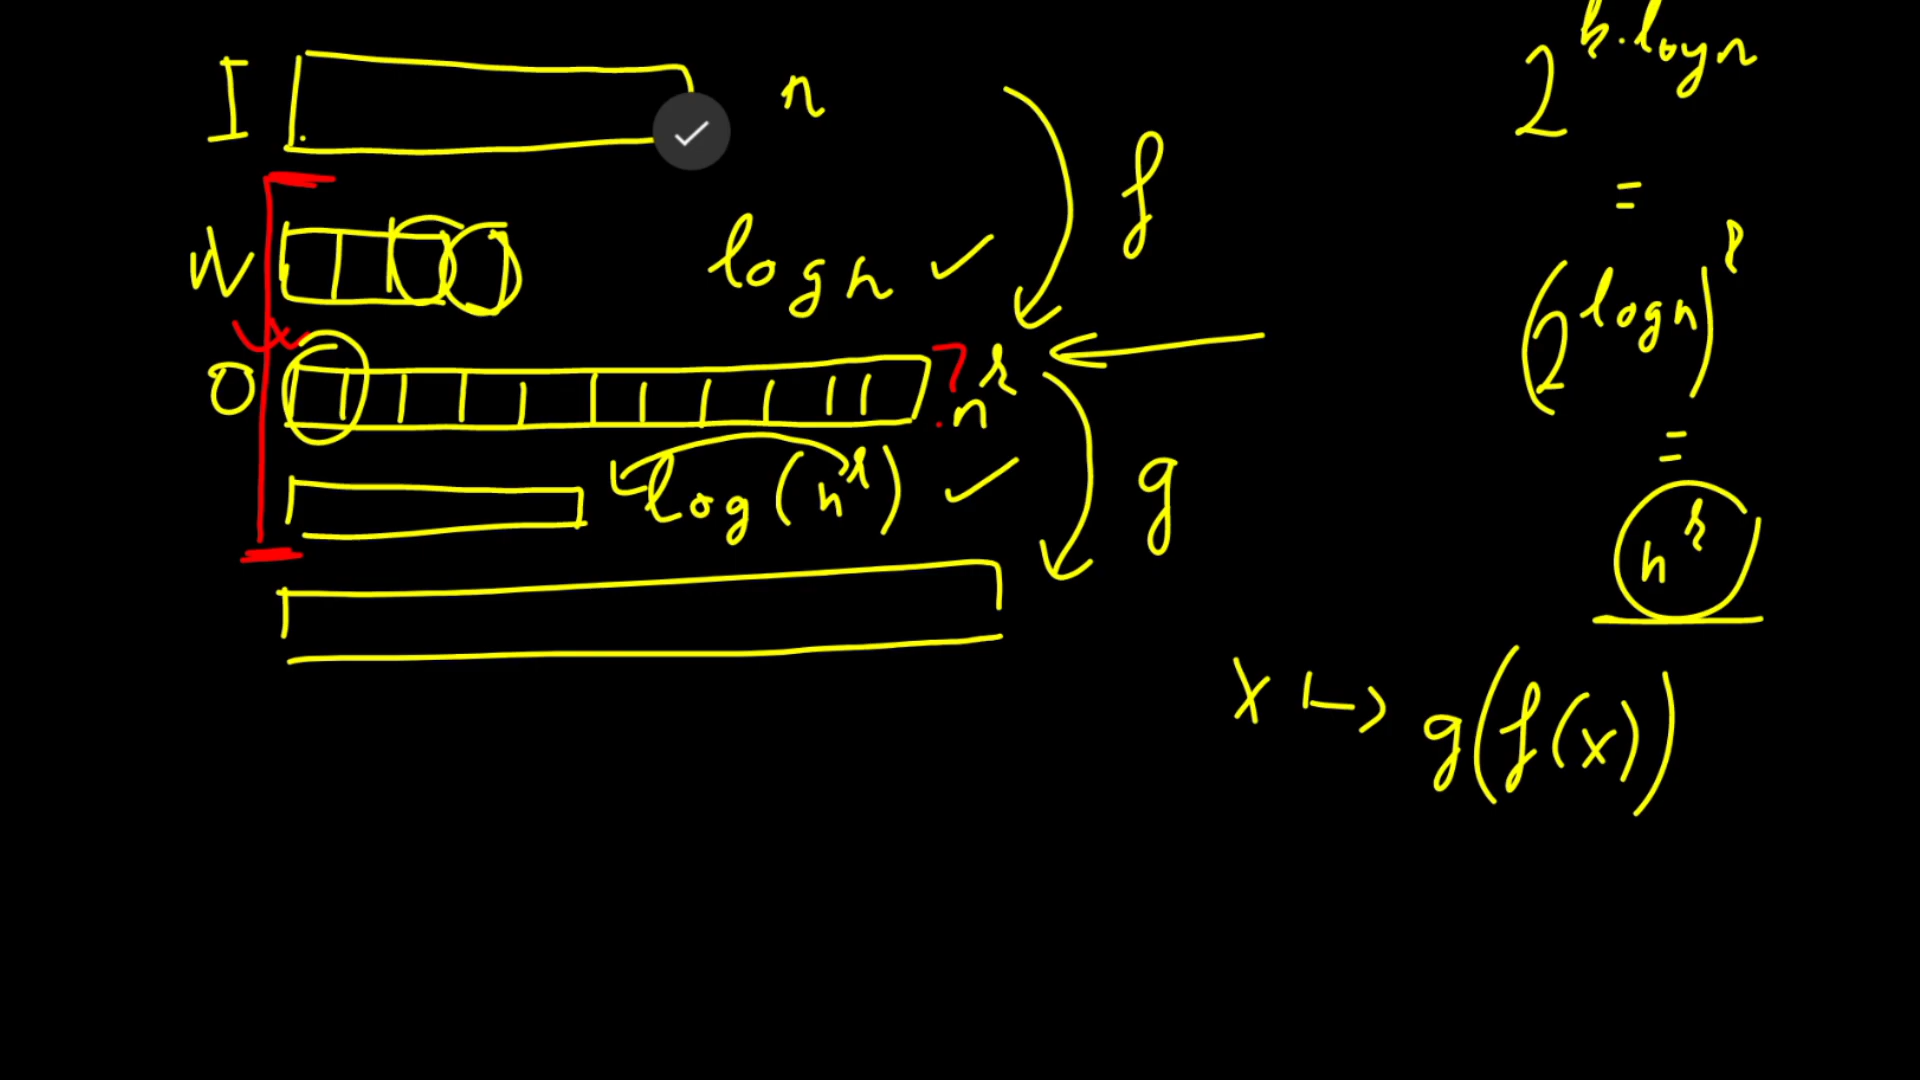 I n
W log n ✓
O ? n^k
log(n^k) ✓
f
g
2^{k·log n}
=
(2^{log n})^k
=
n^k
x ↦ g(f(x))